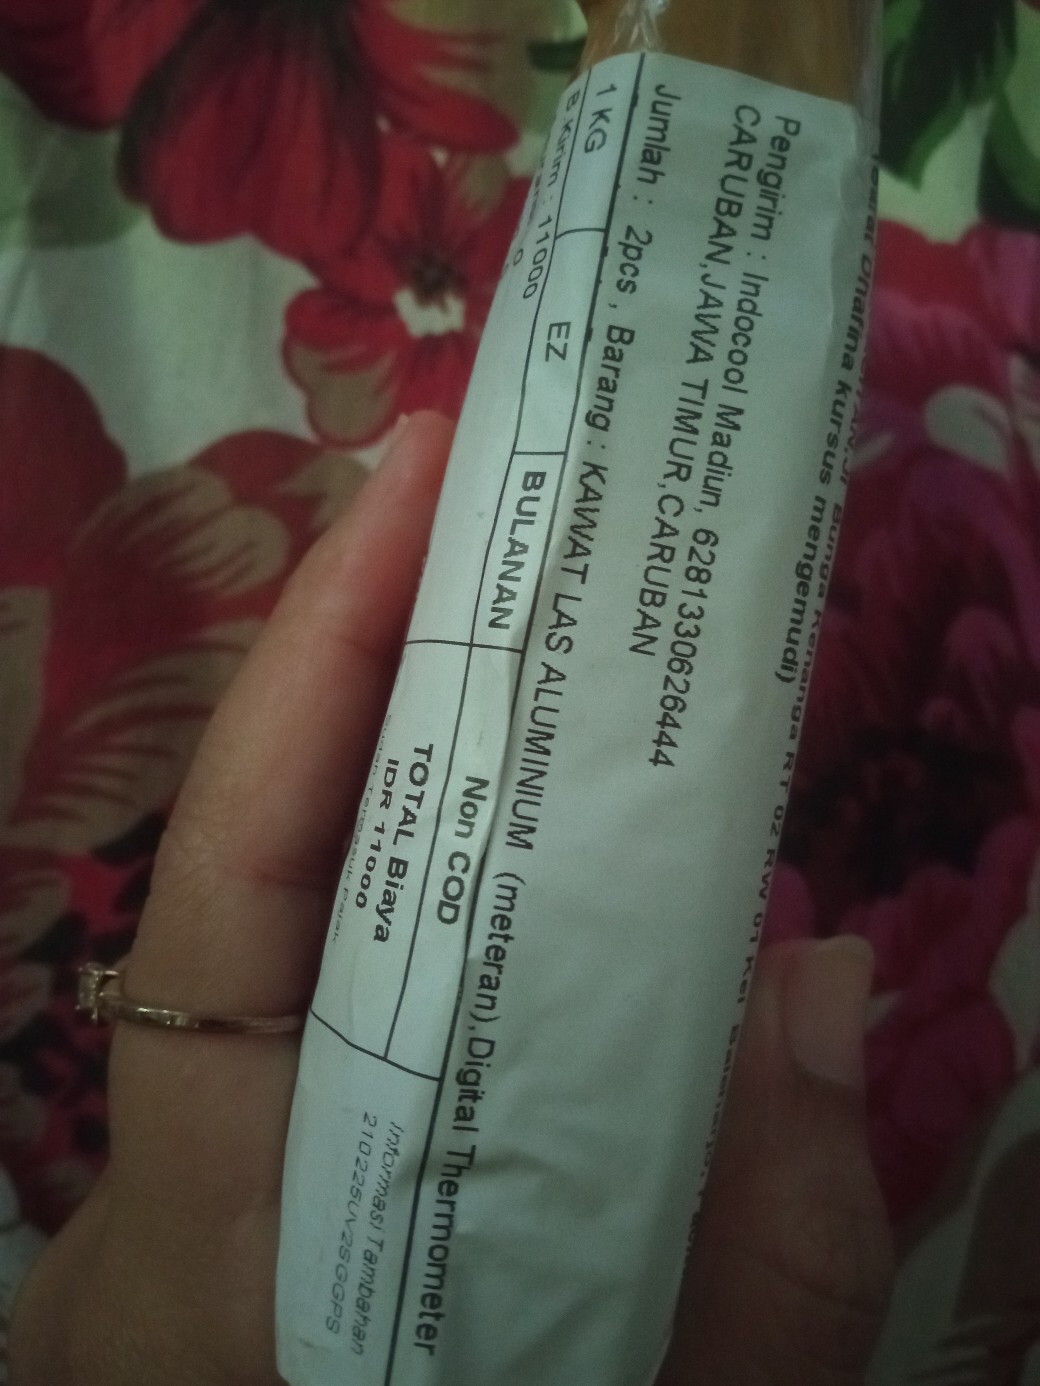 kursus mengemudi)
Pengirim : Indocool Madiun, 6281330626444
CARUBAN,JAWA TIMUR,CARUBAN
Jumlah : 2pcs , Barang : KAWAT LAS ALUMINIUM (meteran),Digital Thermometer
1 KG
EZ
BULANAN
Non COD
B.Kirim : 11000
TOTAL Biaya
IDR 11000
Informasi Tambahan
210225UV2SGGPS